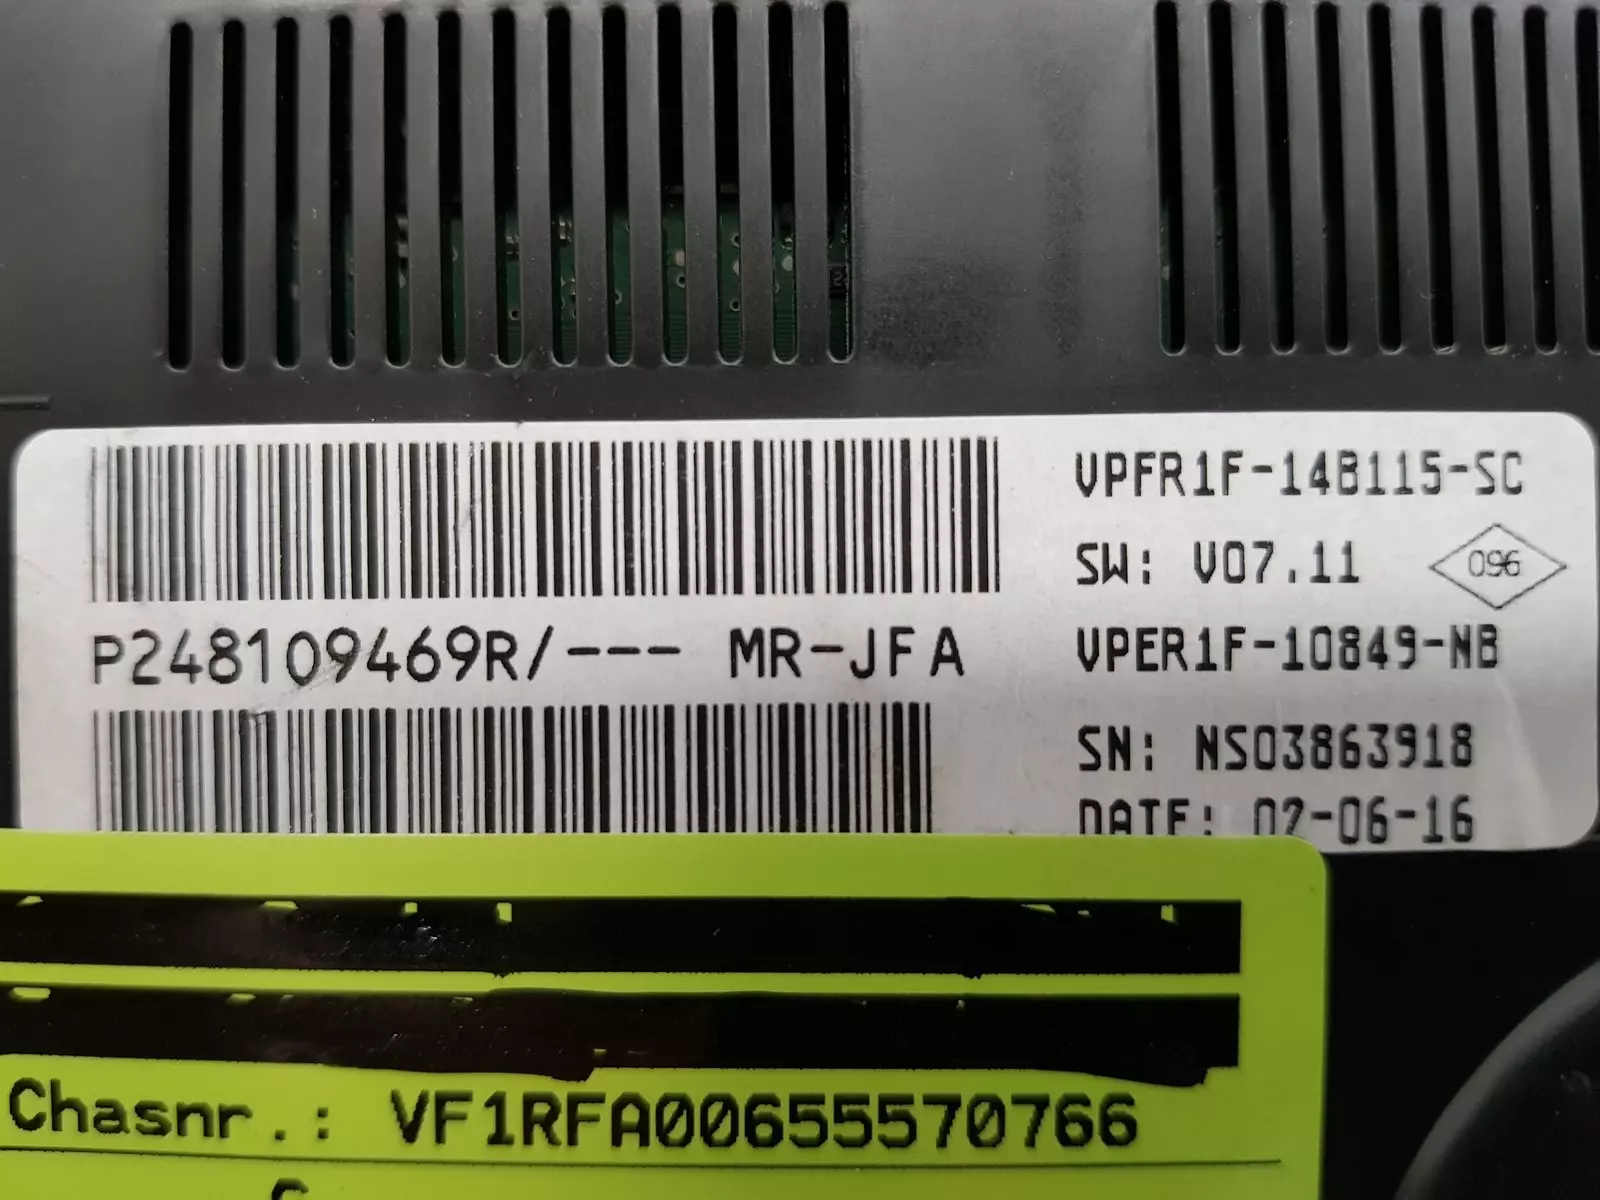 VPFR1F-14B115-SC
SW: V07.11
096
P248109469R/--- MR-JFA
VPER1F-10849-NB
SN: NS03863918
DATE: 02-06-16
Chasnr.: VF1RFA00655570766